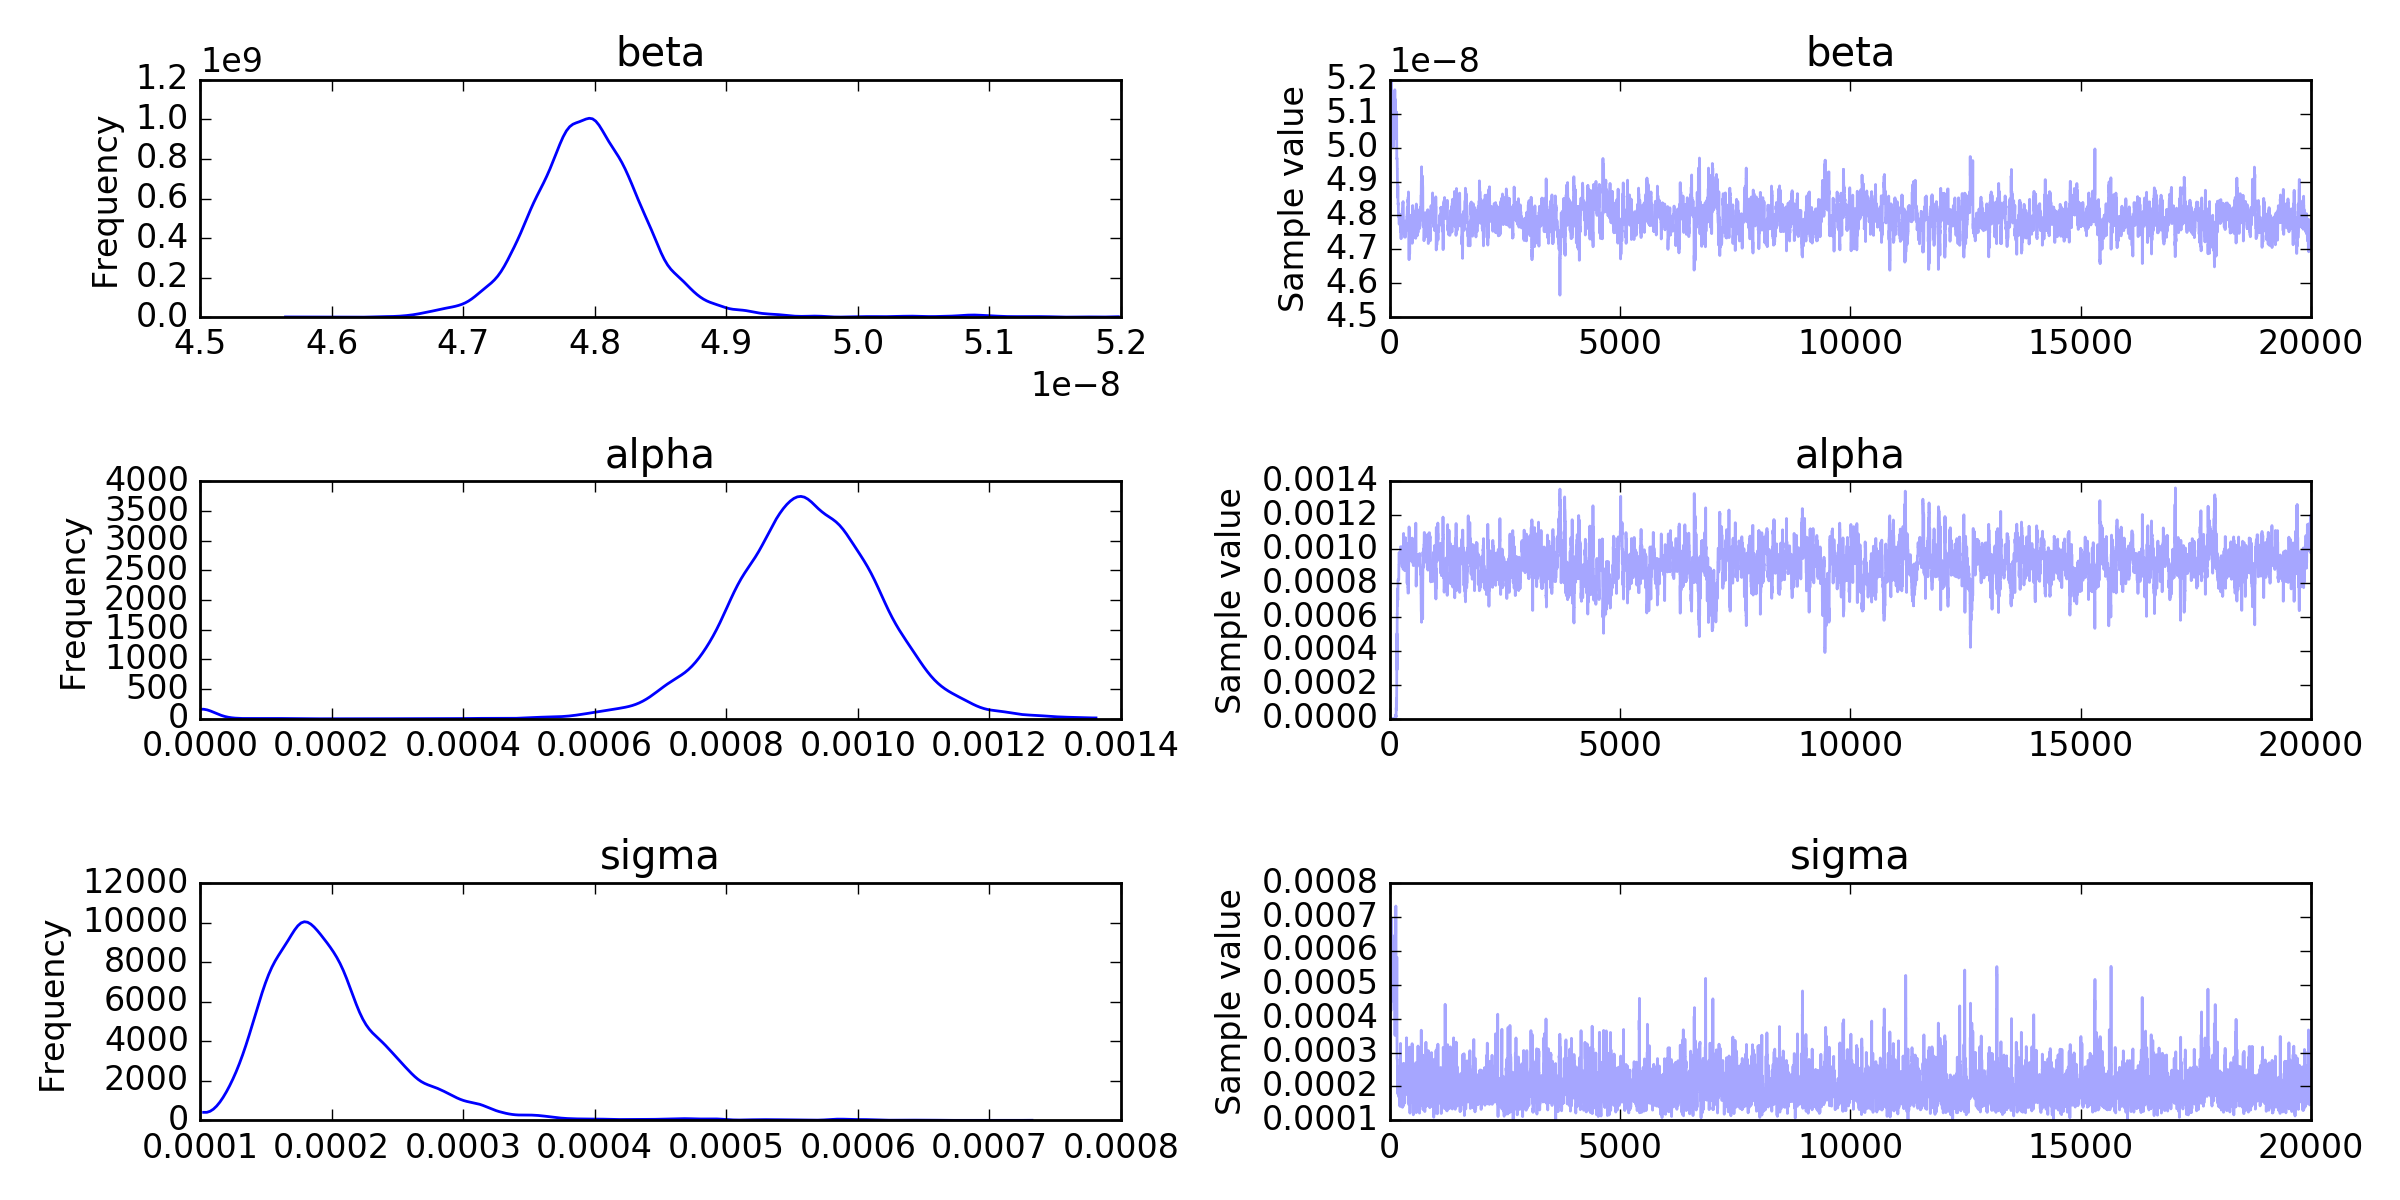 beta
1e9
Frequency
1.2
1.0
0.8
0.6
0.4
0.2
0.0
4.5 4.6 4.7 4.8 4.9 5.0 5.1 5.2
1e−8
beta
1e−8
Sample value
5.2
5.1
5.0
4.9
4.8
4.7
4.6
4.5
0 5000 10000 15000 20000
alpha
Frequency
4000
3500
3000
2500
2000
1500
1000
500
0
0.0000 0.0002 0.0004 0.0006 0.0008 0.0010 0.0012 0.0014
alpha
Sample value
0.0014
0.0012
0.0010
0.0008
0.0006
0.0004
0.0002
0.0000
0 5000 10000 15000 20000
sigma
Frequency
12000
10000
8000
6000
4000
2000
0
0.0001 0.0002 0.0003 0.0004 0.0005 0.0006 0.0007 0.0008
sigma
Sample value
0.0008
0.0007
0.0006
0.0005
0.0004
0.0003
0.0002
0.0001
0 5000 10000 15000 20000